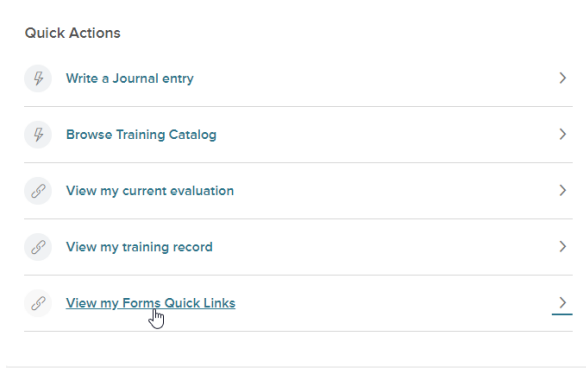 Quick Actions
Write a Journal entry
Browse Training Catalog
View my current evaluation
View my training record
View my Forms Quick Links